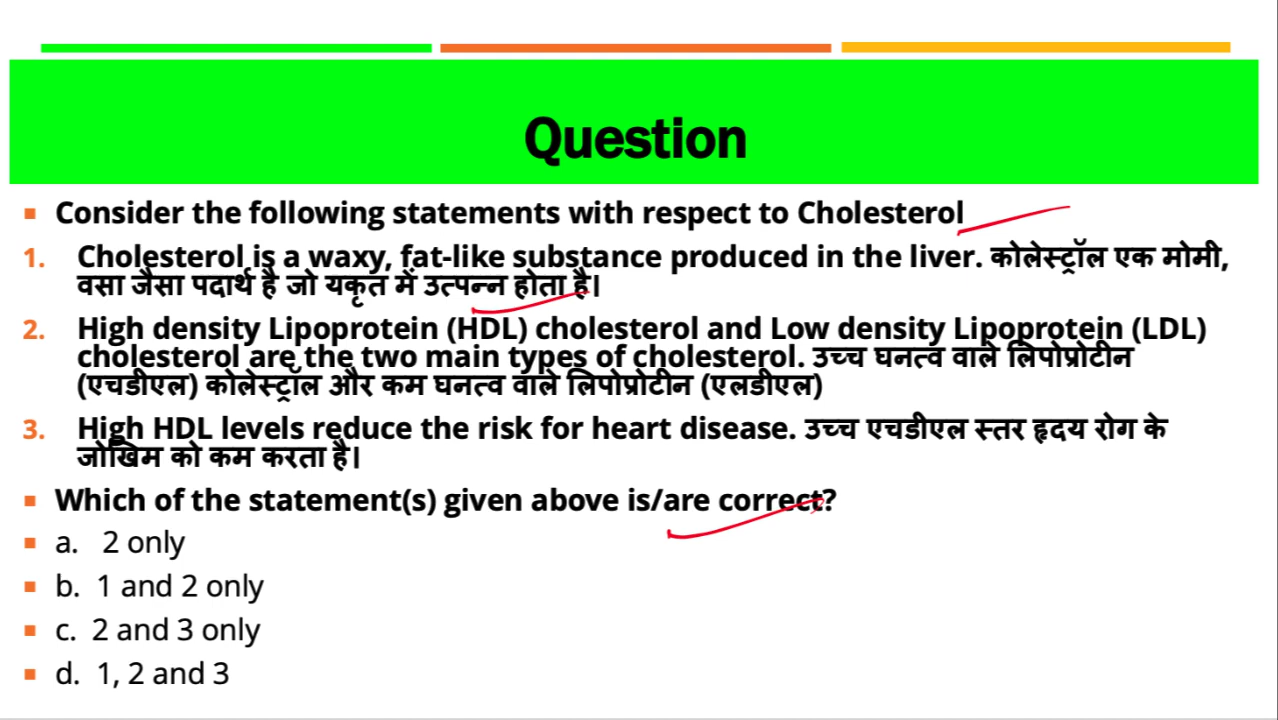 Question
Consider the following statements with respect to Cholesterol
1. Cholesterol is a waxy, fat-like substance produced in the liver. कोलेस्ट्रॉल एक मोमी,
वसा जैसा पदार्थ है जो यकृत में उत्पन्न होता है।
2. High density Lipoprotein (HDL) cholesterol and Low density Lipoprotein (LDL)
cholesterol are the two main types of cholesterol. उच्च घनत्व वाले लिपोप्रोटीन
(एचडीएल) कोलेस्ट्रॉल और कम घनत्व वाले लिपोप्रोटीन (एलडीएल)
3. High HDL levels reduce the risk for heart disease. उच्च एचडीएल स्तर हृदय रोग के
जोखिम को कम करता है।
Which of the statement(s) given above is/are correct?
a. 2 only
b. 1 and 2 only
c. 2 and 3 only
d. 1, 2 and 3